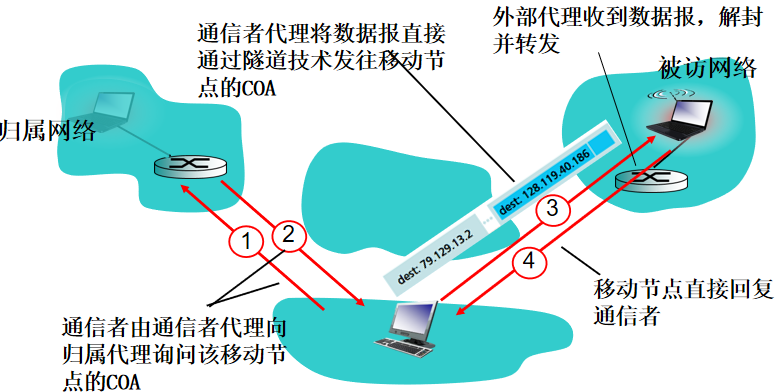 通信者代理将数据报直接
通过隧道技术发往移动节
点的COA
外部代理收到数据报，解封
并转发
被访网络
归属网络
dest: 128.119.40.186
dest: 79.129.13.2
3
1
2
4
移动节点直接回复
通信者
通信者由通信者代理向
归属代理询问该移动节
点的COA